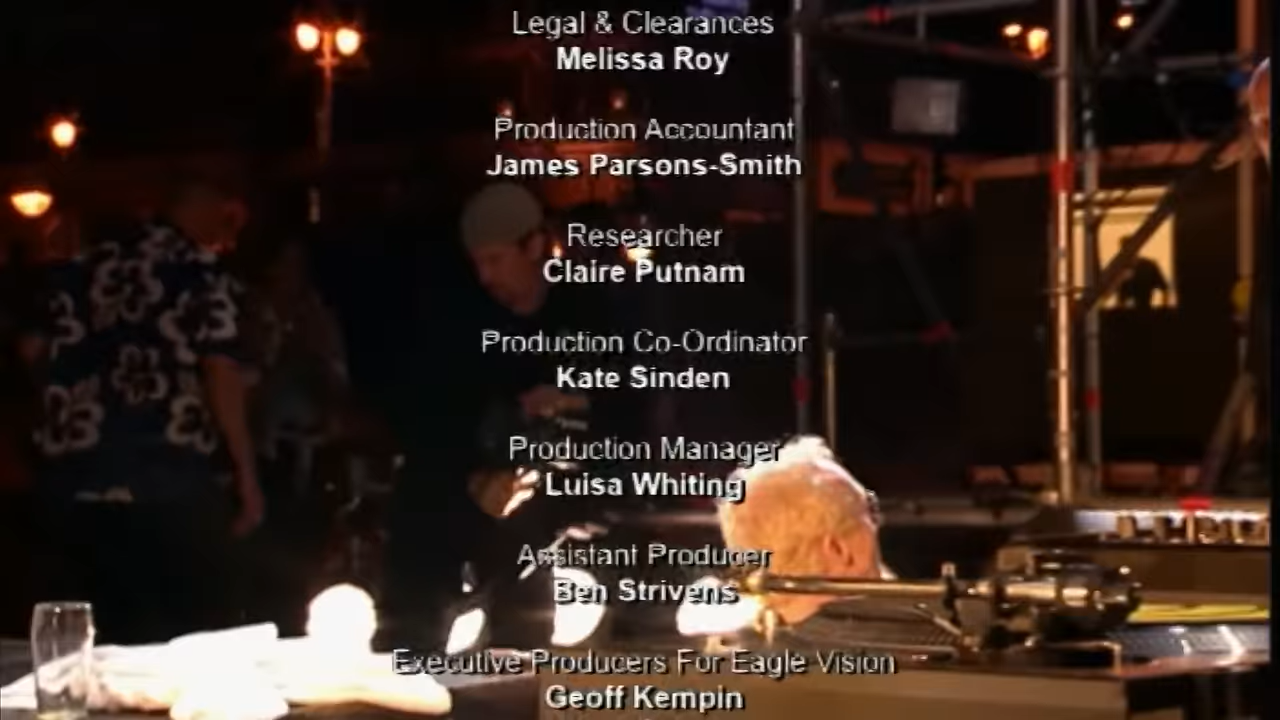 Legal & Clearances
Melissa Roy
Production Accountant
James Parsons-Smith
Researcher
Claire Putnam
Production Co-Ordinator
Kate Sinden
Production Manager
Luisa Whiting
Assistant Producer
Ben Strivens
Executive Producers For Eagle Vision
Geoff Kempin